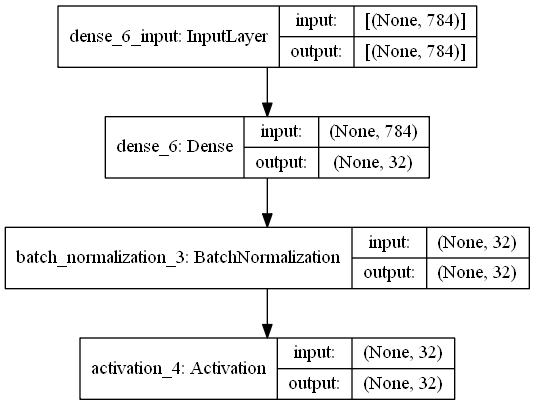 dense_6_input: InputLayer
input: [(None, 784)]
output: [(None, 784)]
dense_6: Dense
input: (None, 784)
output: (None, 32)
batch_normalization_3: BatchNormalization
input: (None, 32)
output: (None, 32)
activation_4: Activation
input: (None, 32)
output: (None, 32)